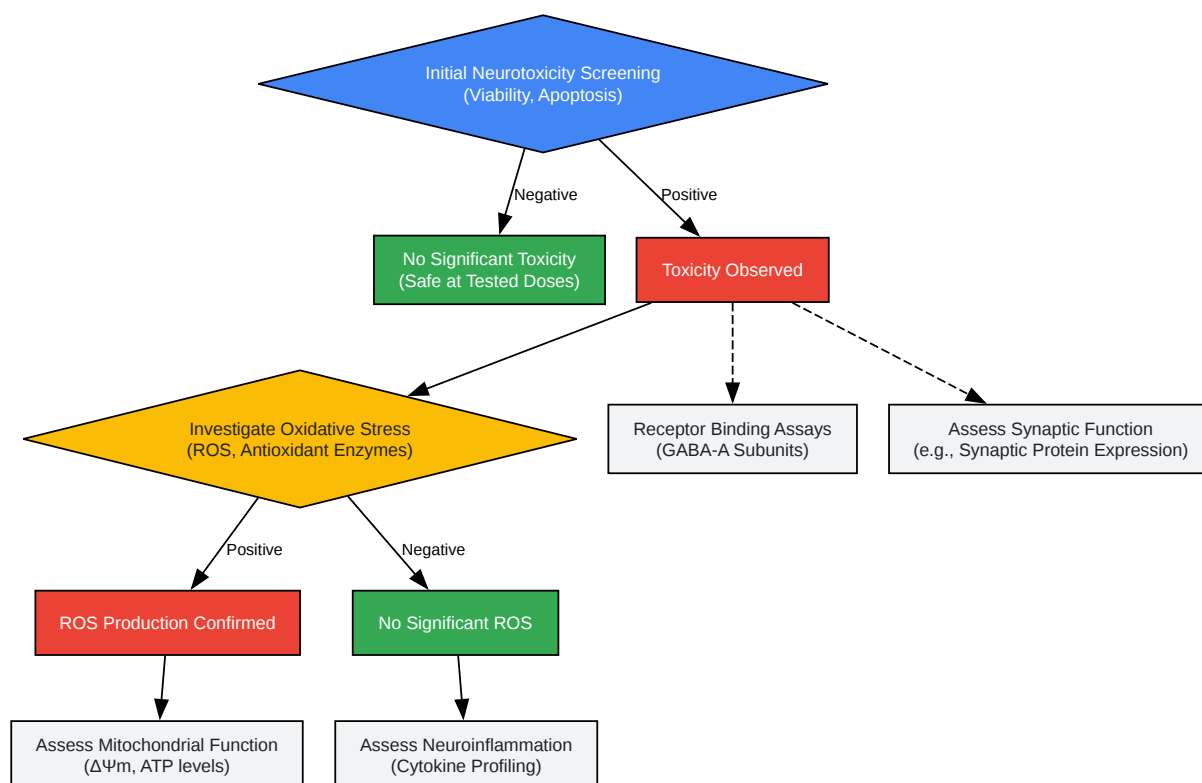 Initial Neurotoxicity Screening
(Viability, Apoptosis)
Negative
Positive
No Significant Toxicity
(Safe at Tested Doses)
Toxicity Observed
Investigate Oxidative Stress
(ROS, Antioxidant Enzymes)
Receptor Binding Assays
(GABA-A Subunits)
Assess Synaptic Function
(e.g., Synaptic Protein Expression)
Positive
Negative
ROS Production Confirmed
No Significant ROS
Assess Mitochondrial Function
(ΔΨm, ATP levels)
Assess Neuroinflammation
(Cytokine Profiling)